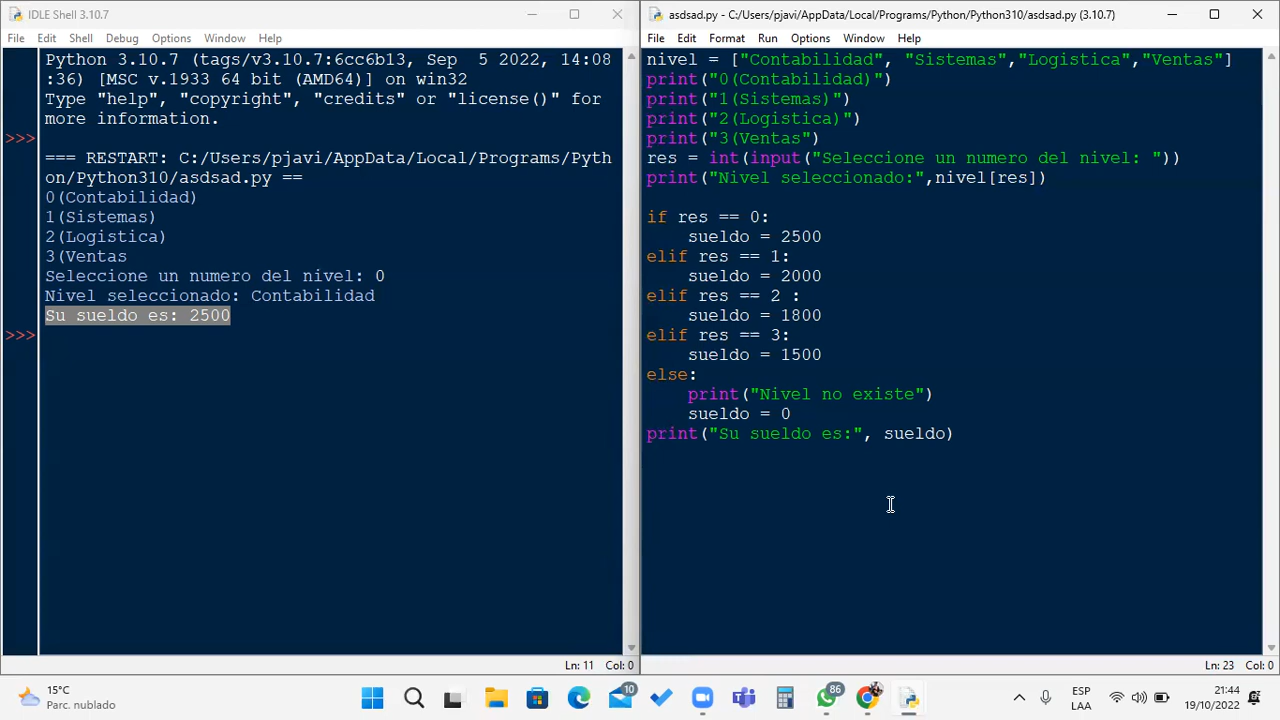 IDLE Shell 3.10.7
File Edit Shell Debug Options Window Help
Python 3.10.7 (tags/v3.10.7:6cc6b13, Sep  5 2022, 14:08
:36) [MSC v.1933 64 bit (AMD64)] on win32
Type "help", "copyright", "credits" or "license()" for
more information.
>>>
=== RESTART: C:/Users/pjavi/AppData/Local/Programs/Pyth
on/Python310/asdsad.py ==
0(Contabilidad)
1(Sistemas)
2(Logistica)
3(Ventas
Seleccione un numero del nivel: 0
Nivel seleccionado: Contabilidad
Su sueldo es: 2500
>>>
Ln: 11 Col: 0
asdsad.py - C:/Users/pjavi/AppData/Local/Programs/Python/Python310/asdsad.py (3.10.7)
File Edit Format Run Options Window Help
nivel = ["Contabilidad", "Sistemas","Logistica","Ventas"]
print("0(Contabilidad)")
print("1(Sistemas)")
print("2(Logistica)")
print("3(Ventas")
res = int(input("Seleccione un numero del nivel: "))
print("Nivel seleccionado:",nivel[res])
if res == 0:
    sueldo = 2500
elif res == 1:
    sueldo = 2000
elif res == 2 :
    sueldo = 1800
elif res == 3:
    sueldo = 1500
else:
    print("Nivel no existe")
    sueldo = 0
print("Su sueldo es:", sueldo)
Ln: 23 Col: 0
15°C
Parc. nublado
10
86
ESP
LAA
21:44
19/10/2022